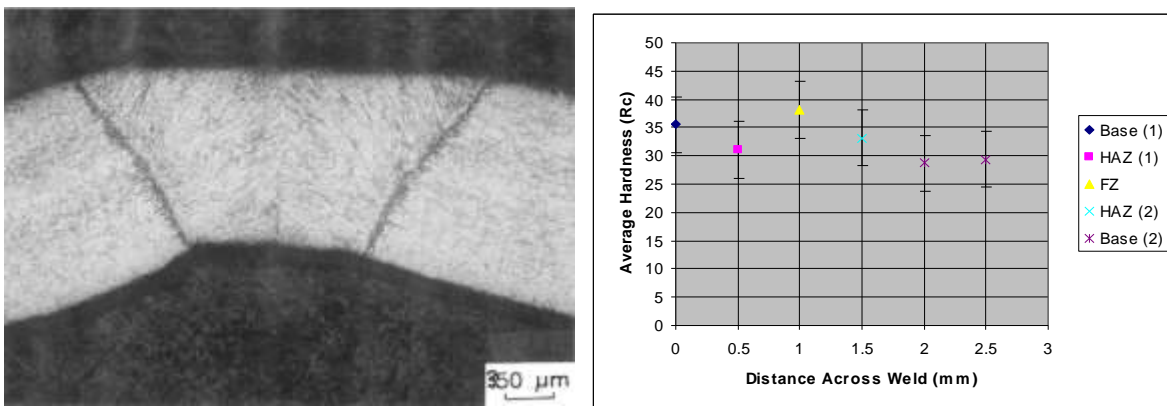 350 µm
50
45
40
35
30
25
20
15
10
5
0
0 0.5 1 1.5 2 2.5 3
Average Hardness (Rc)
Distance Across Weld (mm)
Base (1)
HAZ (1)
FZ
HAZ (2)
Base (2)